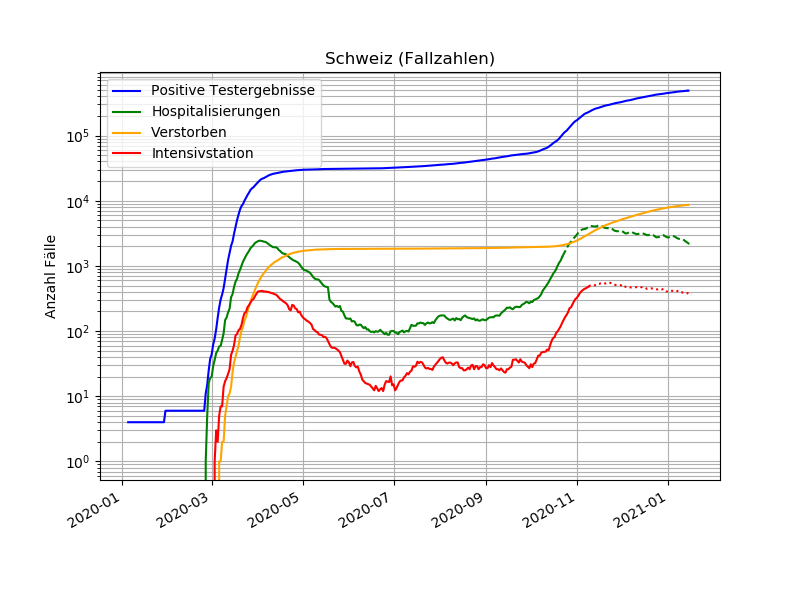 Schweiz (Fallzahlen)
Positive Testergebnisse
Hospitalisierungen
Verstorben
Intensivstation
Anzahl Fälle
10^5
10^4
10^3
10^2
10^1
10^0
2020-01
2020-03
2020-05
2020-07
2020-09
2020-11
2021-01